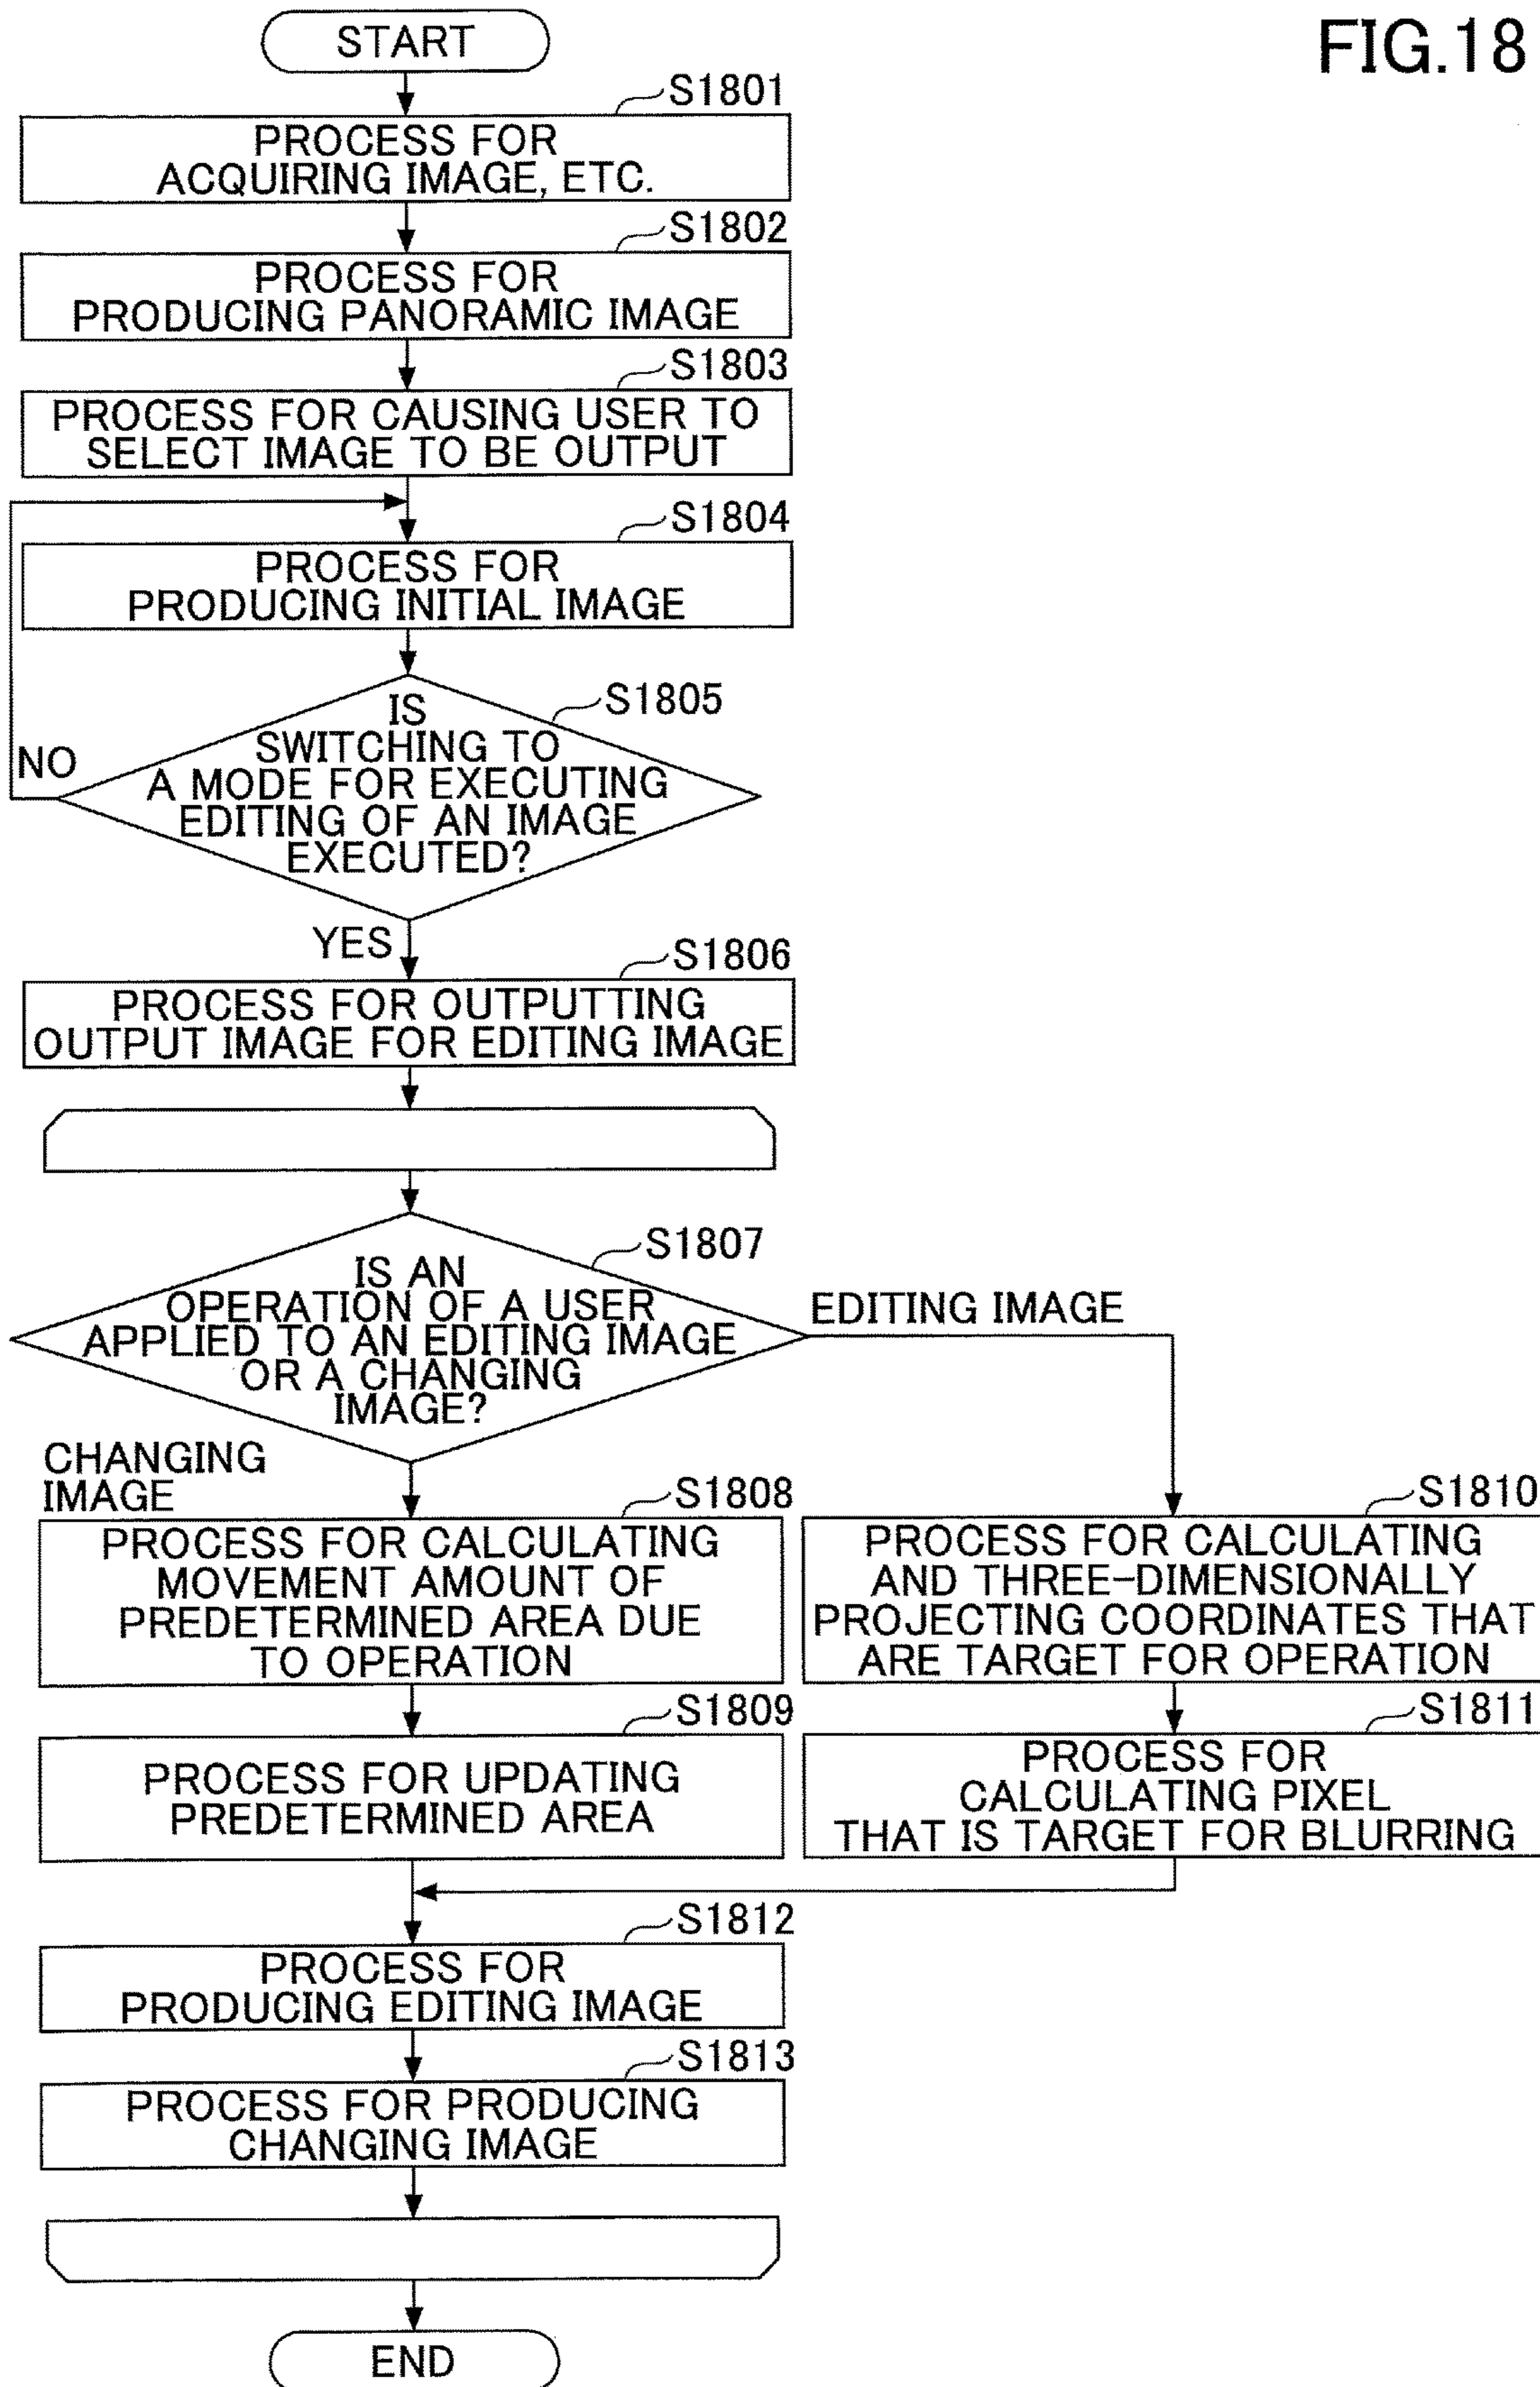 FIG.18
START
S1801
PROCESS FOR
ACQUIRING IMAGE, ETC.
S1802
PROCESS FOR
PRODUCING PANORAMIC IMAGE
S1803
PROCESS FOR CAUSING USER TO
SELECT IMAGE TO BE OUTPUT
S1804
PROCESS FOR
PRODUCING INITIAL IMAGE
S1805
IS
SWITCHING TO
A MODE FOR EXECUTING
EDITING OF AN IMAGE
EXECUTED?
NO
YES
S1806
PROCESS FOR OUTPUTTING
OUTPUT IMAGE FOR EDITING IMAGE
S1807
IS AN
OPERATION OF A USER
APPLIED TO AN EDITING IMAGE
OR A CHANGING
IMAGE?
EDITING IMAGE
CHANGING
IMAGE
S1808
PROCESS FOR CALCULATING
MOVEMENT AMOUNT OF
PREDETERMINED AREA DUE
TO OPERATION
S1809
PROCESS FOR UPDATING
PREDETERMINED AREA
S1810
PROCESS FOR CALCULATING
AND THREE-DIMENSIONALLY
PROJECTING COORDINATES THAT
ARE TARGET FOR OPERATION
S1811
PROCESS FOR
CALCULATING PIXEL
THAT IS TARGET FOR BLURRING
S1812
PROCESS FOR
PRODUCING EDITING IMAGE
S1813
PROCESS FOR PRODUCING
CHANGING IMAGE
END